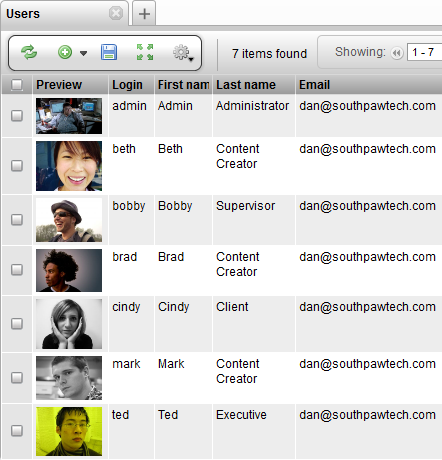 Users
7 items found Showing: 1 - 7
Preview Login First nam Last name Email
admin Admin Administrator dan@southpawtech.com
beth Beth Content Creator dan@southpawtech.com
bobby Bobby Supervisor dan@southpawtech.com
brad Brad Content Creator dan@southpawtech.com
cindy Cindy Client dan@southpawtech.com
mark Mark Content Creator dan@southpawtech.com
ted Ted Executive dan@southpawtech.com